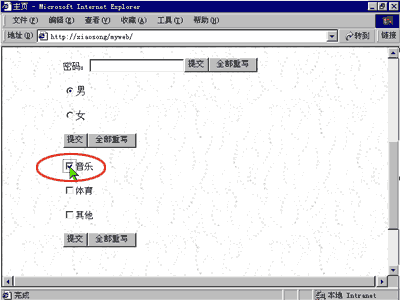 主页 - Microsoft Internet Explorer
文件(F) 编辑(E) 查看(V) 收藏(A) 工具(T) 帮助(H)
地址(D) http://xiaosong/myweb/ 转到 链接
密码: 提交 全部重写
男
女
提交 全部重写
音乐
体育
其他
提交 全部重写
完成 本地 Intranet